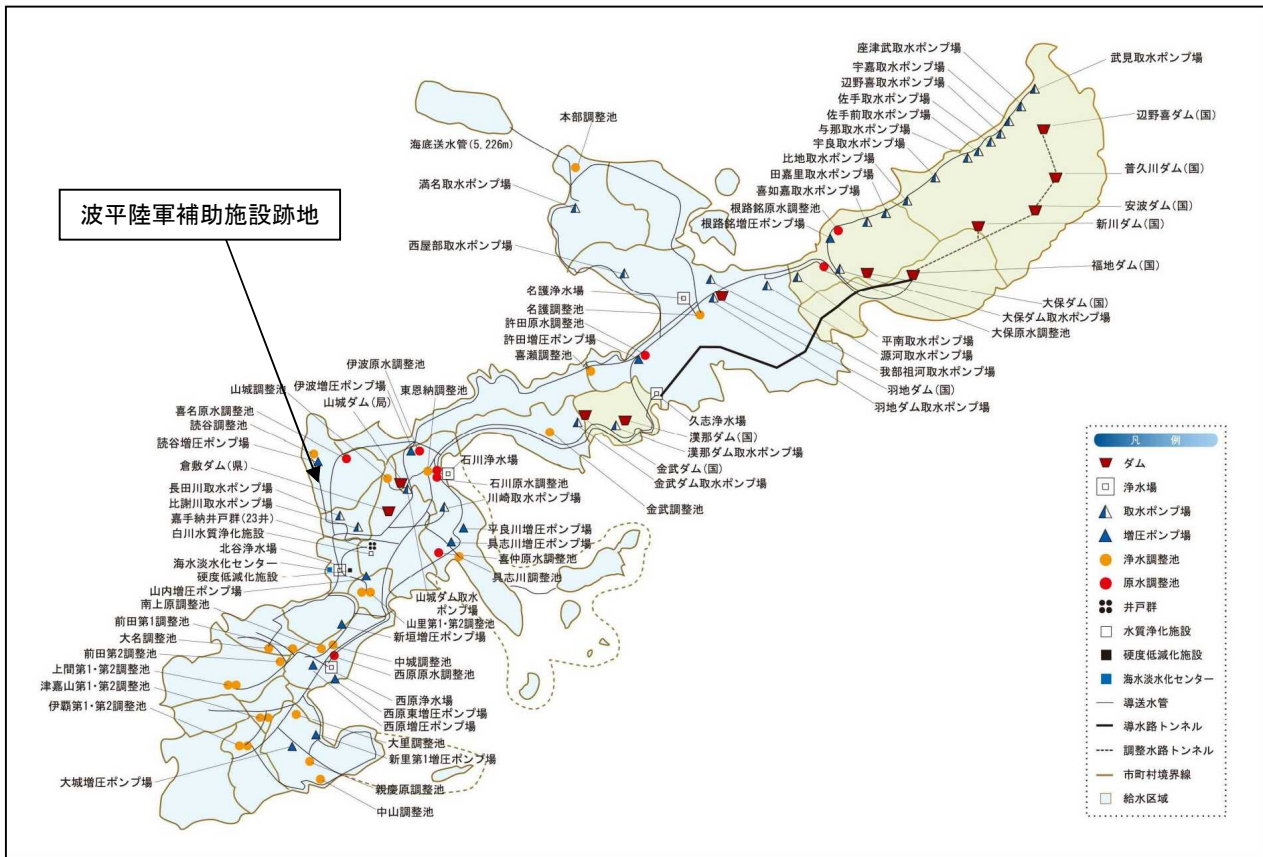 座津武取水ポンプ場
宇嘉取水ポンプ場
辺野喜取水ポンプ場
佐手取水ポンプ場
佐手前取水ポンプ場
与那取水ポンプ場
宇良取水ポンプ場
比地取水ポンプ場
田嘉里取水ポンプ場
喜如嘉取水ポンプ場
根路銘原水調整池
根路銘増圧ポンプ場
武見取水ポンプ場
辺野喜ダム(国)
普久川ダム(国)
安波ダム(国)
新川ダム(国)
福地ダム(国)
大保ダム(国)
大保ダム取水ポンプ場
大保原水調整池
平南取水ポンプ場
源河取水ポンプ場
我部祖河取水ポンプ場
羽地ダム(国)
羽地ダム取水ポンプ場
本部調整池
海底送水管(5,226m)
満名取水ポンプ場
西屋部取水ポンプ場
名護浄水場
名護調整池
許田原水調整池
許田増圧ポンプ場
喜瀬調整池
波平陸軍補助施設跡地
伊波原水調整池
伊波増圧ポンプ場
東恩納調整池
山城調整池
山城ダム(局)
喜名原水調整池
読谷調整池
読谷増圧ポンプ場
倉敷ダム(県)
長田川取水ポンプ場
比謝川取水ポンプ場
嘉手納井戸群(23井)
白川水質浄化施設
北谷浄水場
海水淡水化センター
硬度低減化施設
山内増圧ポンプ場
南上原調整池
前田第1調整池
大名調整池
前田第2調整池
上間第1・第2調整池
津嘉山第1・第2調整池
伊覇第1・第2調整池
大城増圧ポンプ場
久志浄水場
漢那ダム(国)
漢那ダム取水ポンプ場
金武ダム(国)
金武ダム取水ポンプ場
金武調整池
石川浄水場
石川原水調整池
川崎取水ポンプ場
平良川増圧ポンプ場
具志川増圧ポンプ場
喜仲原水調整池
具志川調整池
山城ダム取水
ポンプ場
山里第1・第2調整池
新垣増圧ポンプ場
中城調整池
西原原水調整池
西原浄水場
西原東増圧ポンプ場
西原増圧ポンプ場
大里調整池
新里第1増圧ポンプ場
親慶原調整池
中山調整池
凡 例
ダム
浄水場
取水ポンプ場
増圧ポンプ場
浄水調整池
原水調整池
井戸群
水質浄化施設
硬度低減化施設
海水淡水化センター
導送水管
導水路トンネル
調整水路トンネル
市町村境界線
給水区域